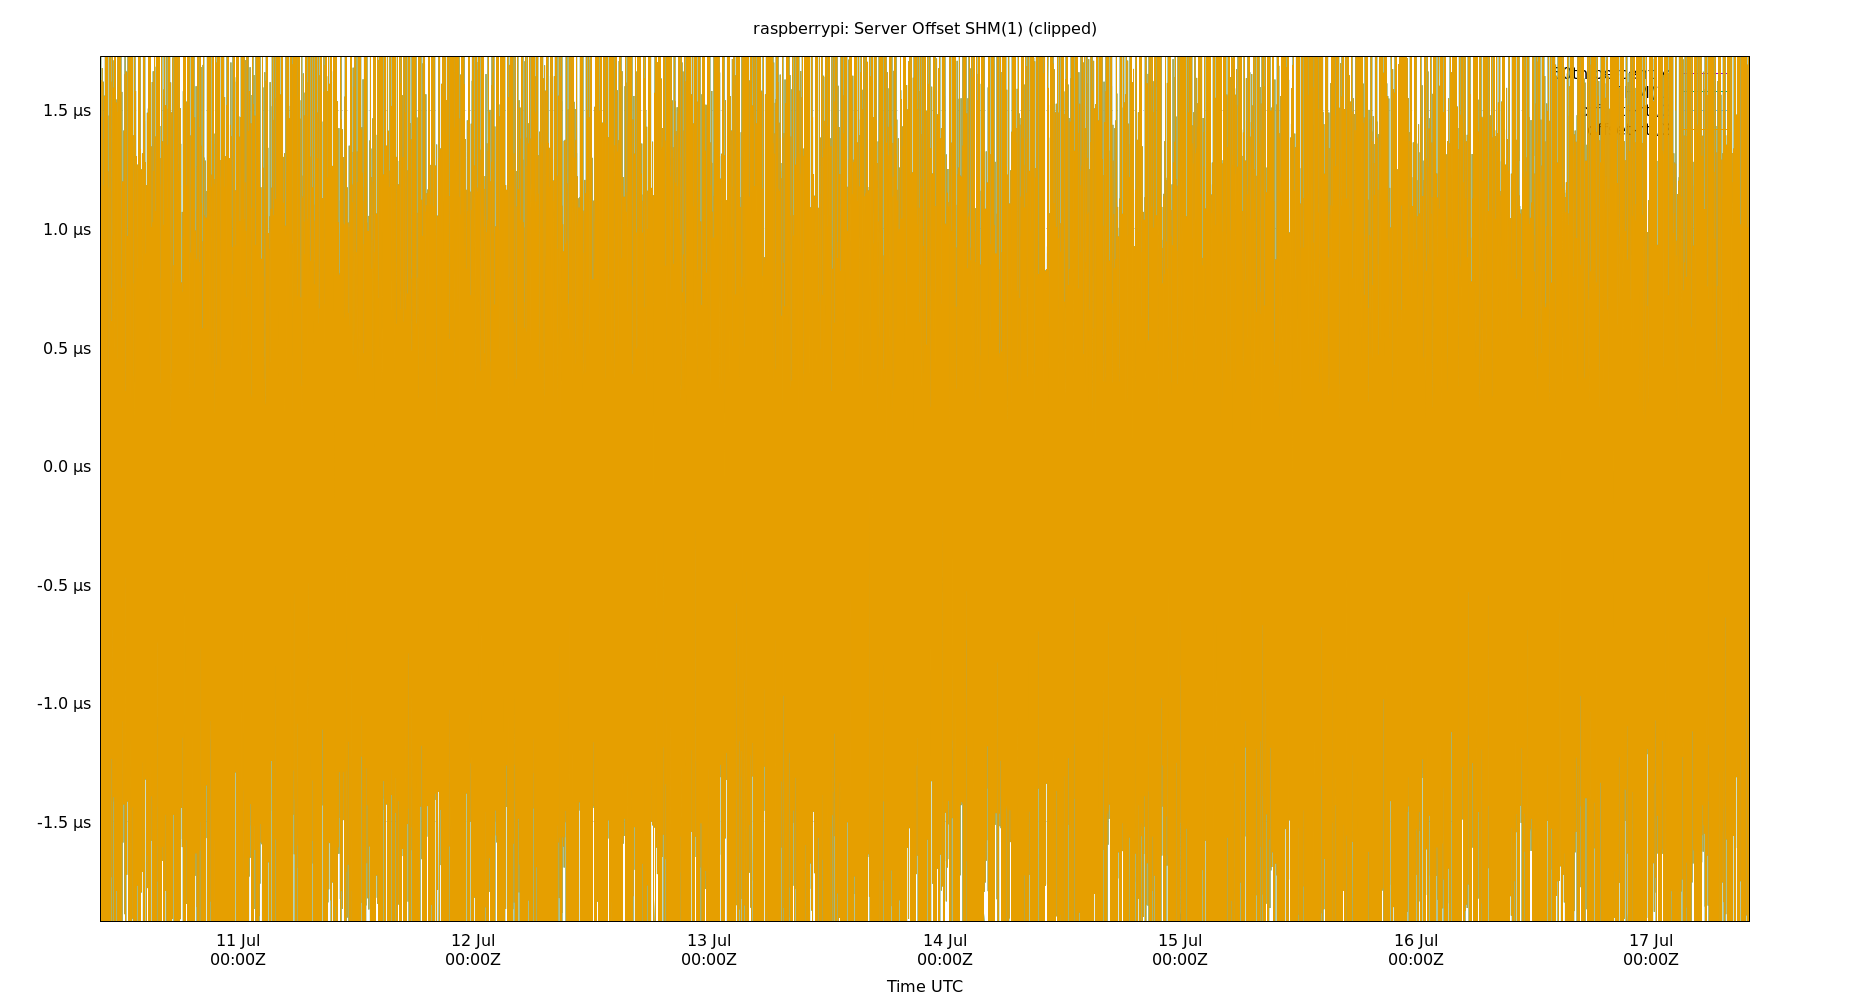 raspberrypi: Server Offset SHM(1) (clipped)
1.5 µs
1.0 µs
0.5 µs
0.0 µs
-0.5 µs
-1.0 µs
-1.5 µs
11 Jul 12 Jul 13 Jul 14 Jul 15 Jul 16 Jul 17 Jul
00:00Z 00:00Z 00:00Z 00:00Z 00:00Z 00:00Z 00:00Z
Time UTC